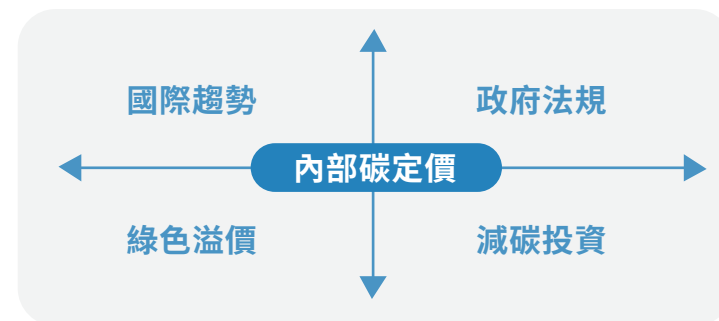 國際趨勢
政府法規
內部碳定價
綠色溢價
減碳投資